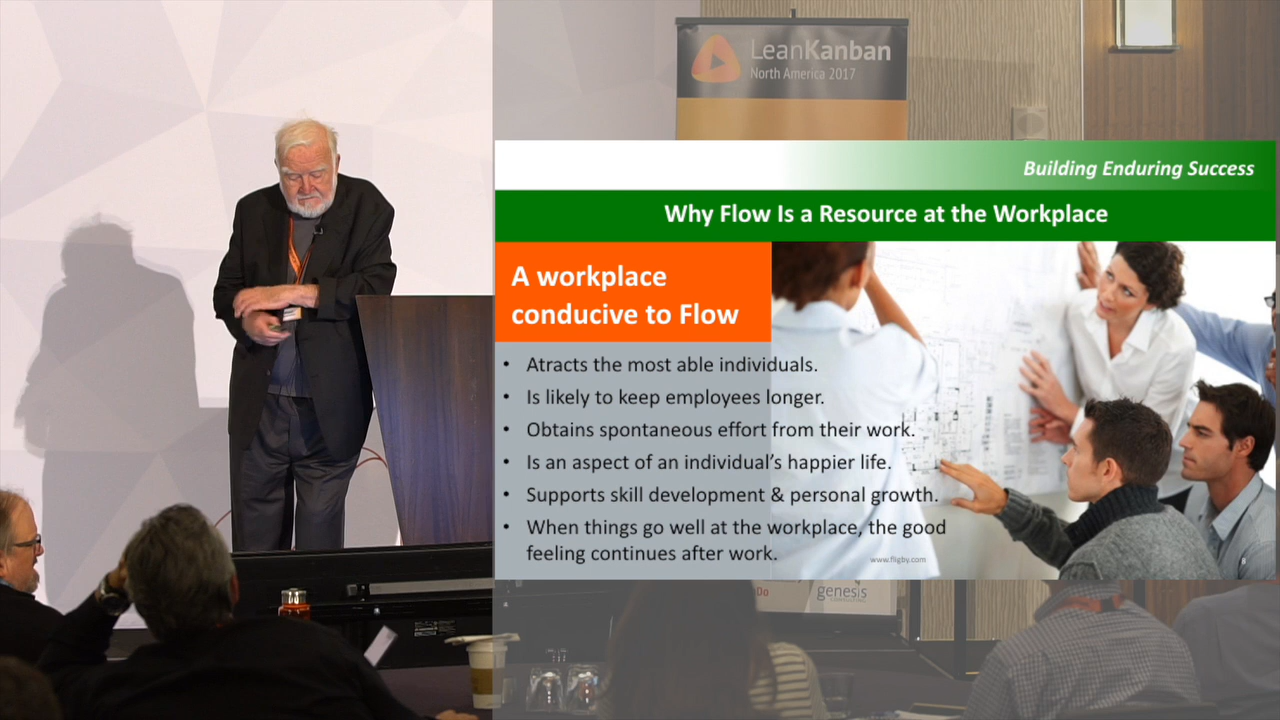 LeanKanban
North America 2017
Building Enduring Success
Why Flow Is a Resource at the Workplace
A workplace
conducive to Flow
• Atracts the most able individuals.
• Is likely to keep employees longer.
• Obtains spontaneous effort from their work.
• Is an aspect of an individual's happier life.
• Supports skill development & personal growth.
• When things go well at the workplace, the good
feeling continues after work.
www.fligby.com
Do
genesis